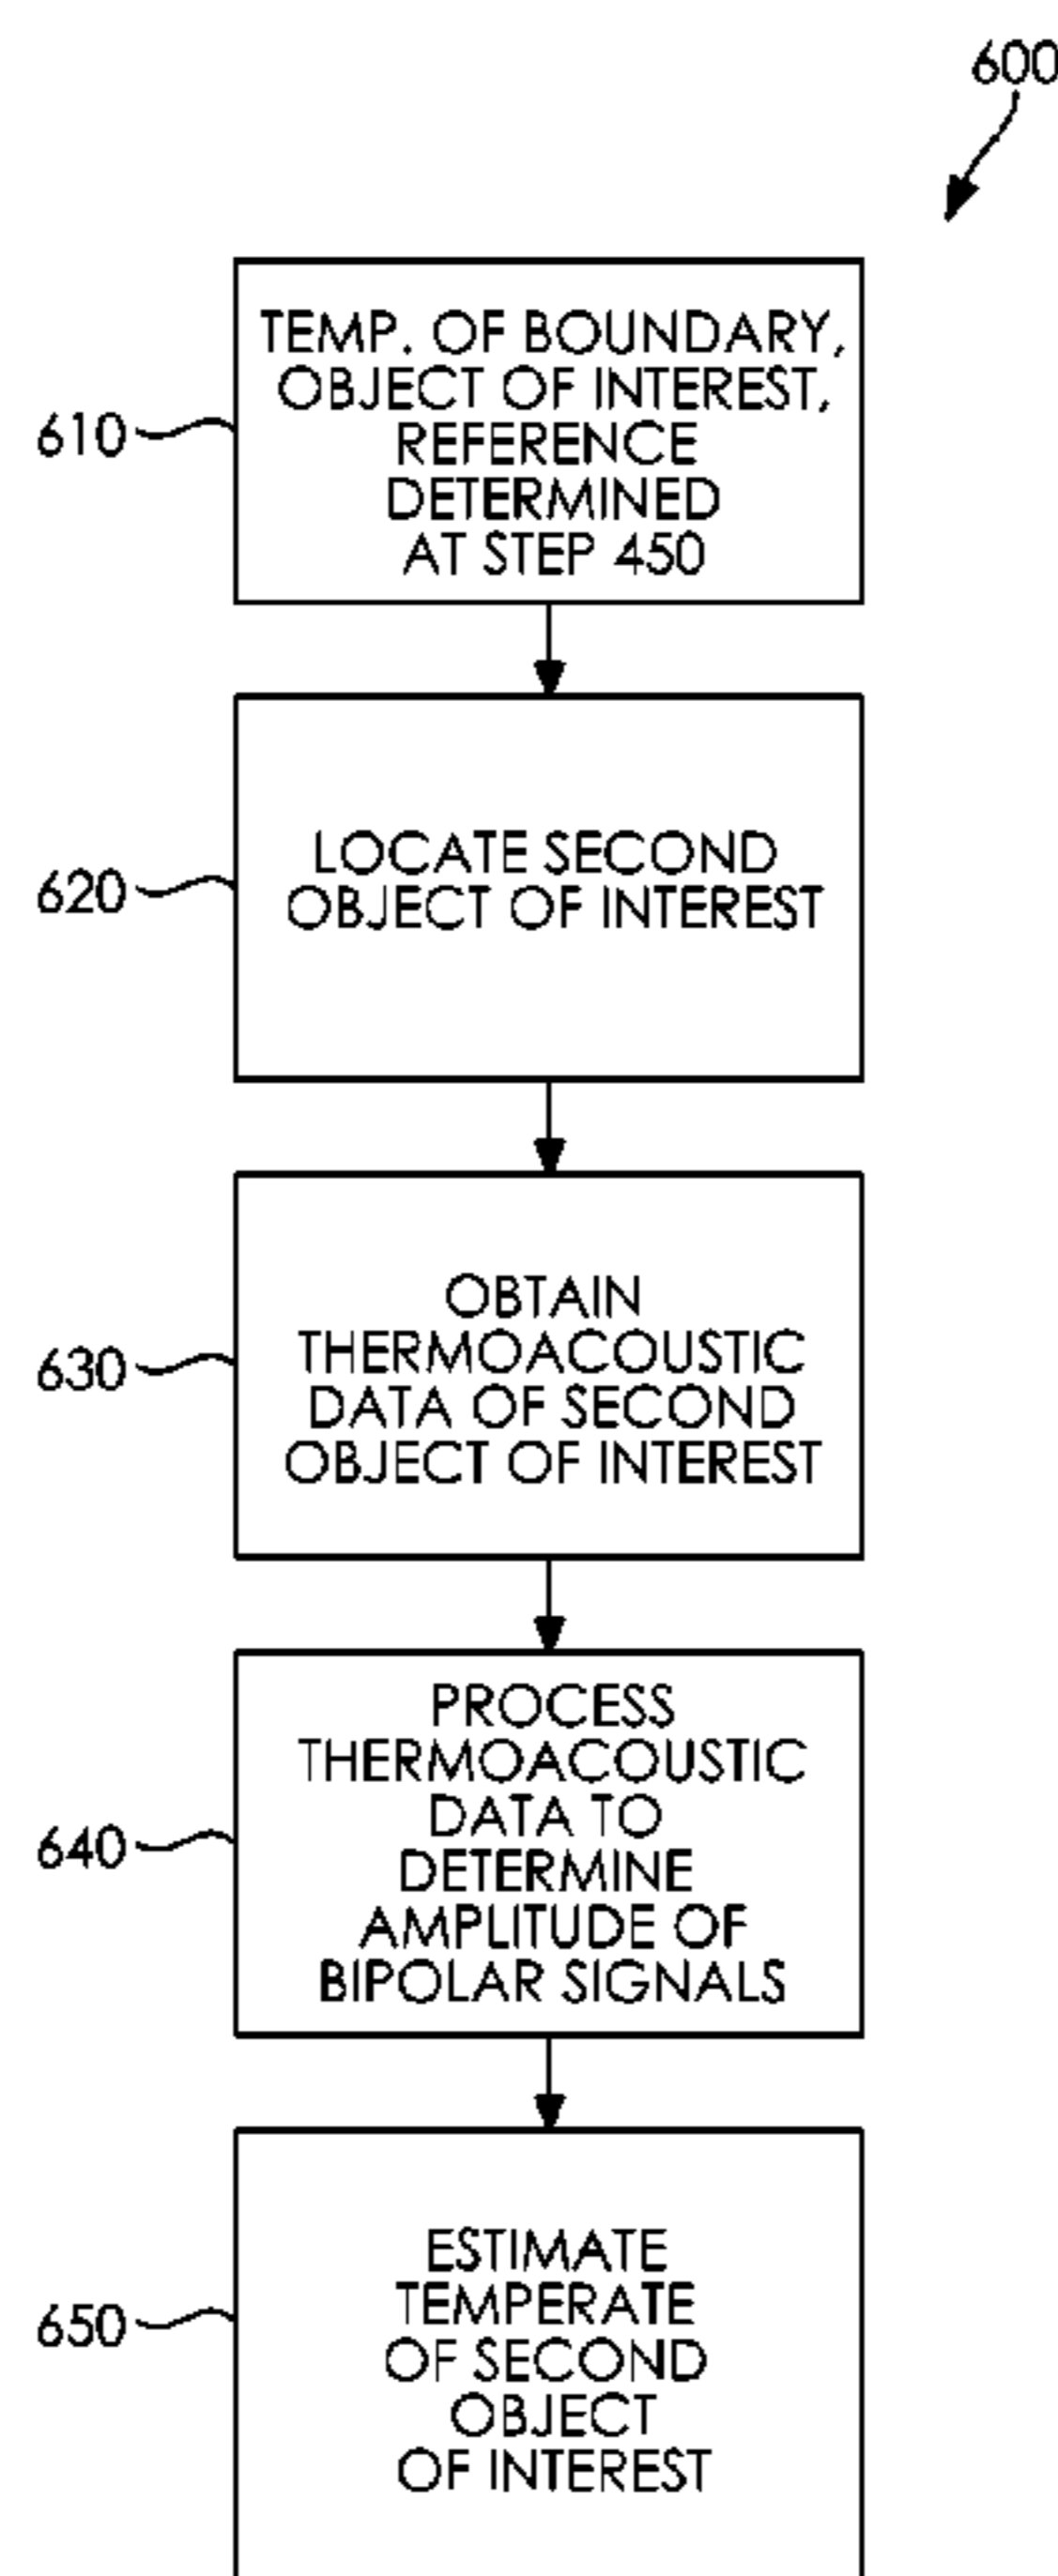 600
TEMP. OF BOUNDARY,
OBJECT OF INTEREST,
REFERENCE
DETERMINED
AT STEP 450
610
LOCATE SECOND
OBJECT OF INTEREST
620
OBTAIN
THERMOACOUSTIC
DATA OF SECOND
OBJECT OF INTEREST
630
PROCESS
THERMOACOUSTIC
DATA TO
DETERMINE
AMPLITUDE OF
BIPOLAR SIGNALS
640
ESTIMATE
TEMPERATE
OF SECOND
OBJECT
OF INTEREST
650